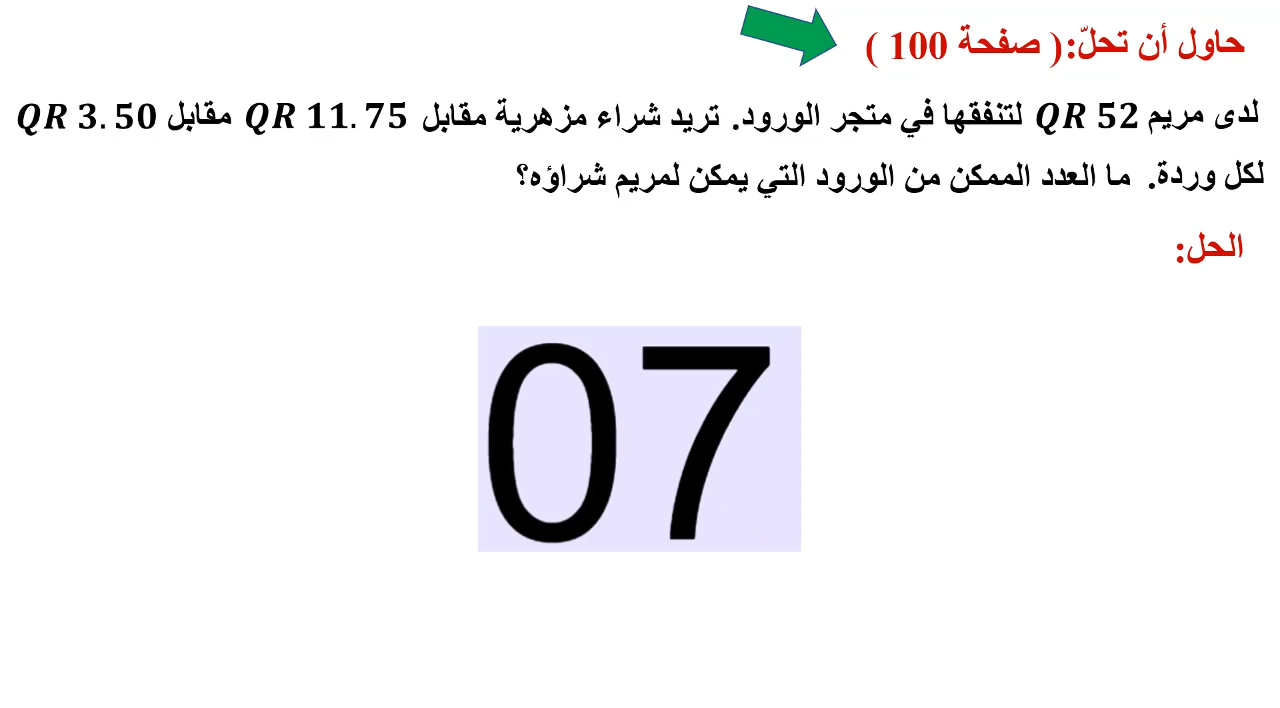 حاول أن تحلّ:( صفحة 100 )
لدى مريم QR 52 لتنفقها في متجر الورود. تريد شراء مزهرية مقابل QR 11.75 مقابل QR 3.50
لكل وردة. ما العدد الممكن من الورود التي يمكن لمريم شراؤه؟
الحل:
07